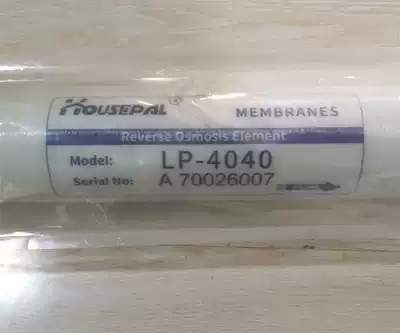 HOUSEPAL® MEMBRANES
Reverse Osmosis Element
Model: LP-4040
Serial No: A 70026007